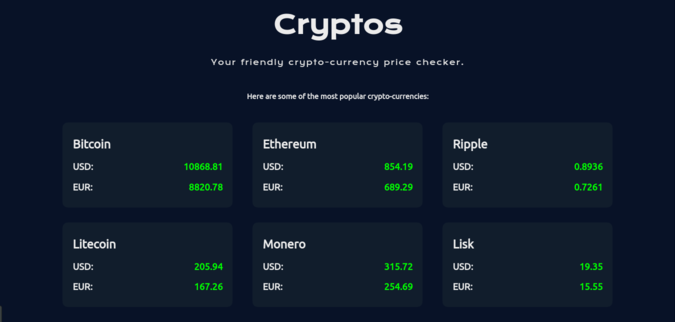 Cryptos
Your friendly crypto-currency price checker.
Here are some of the most popular crypto-currencies:
Bitcoin
USD: 10868.81
EUR: 8820.78
Ethereum
USD: 854.19
EUR: 689.29
Ripple
USD: 0.8936
EUR: 0.7261
Litecoin
USD: 205.94
EUR: 167.26
Monero
USD: 315.72
EUR: 254.69
Lisk
USD: 19.35
EUR: 15.55